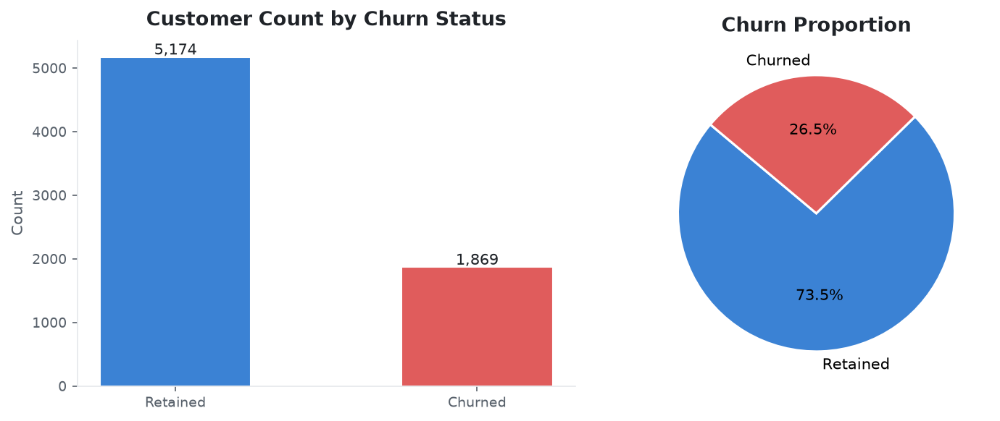 Customer Count by Churn Status
5,174
1,869
5000
4000
3000
2000
1000
0
Count
Retained
Churned
Churn Proportion
Churned
26.5%
73.5%
Retained